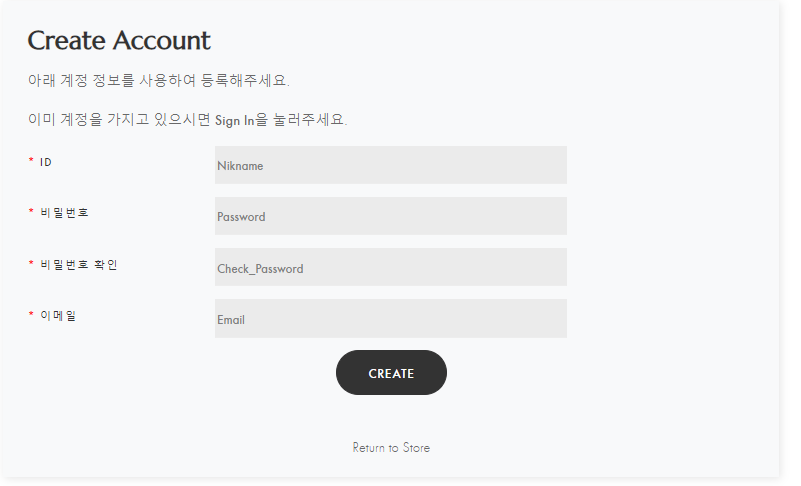 Create Account
아래 계정 정보를 사용하여 등록해주세요.
이미 계정을 가지고 있으시면 Sign In을 눌러주세요.
* ID Nikname
* 비밀번호 Password
* 비밀번호 확인 Check_Password
* 이메일 Email
CREATE
Return to Store